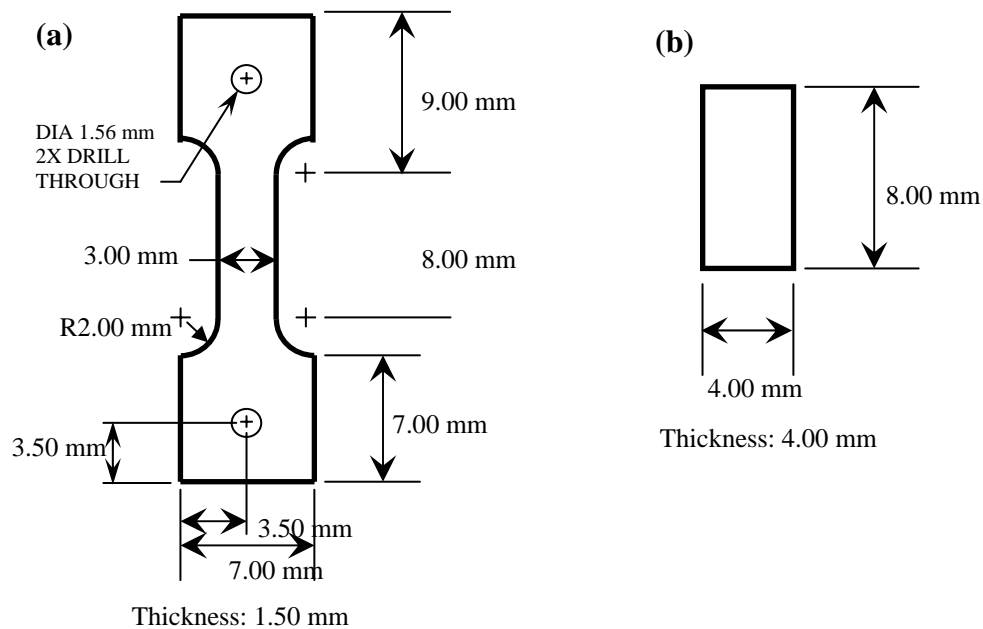 (a)
(b)
9.00 mm
DIA 1.56 mm
2X DRILL
THROUGH
8.00 mm
3.00 mm
8.00 mm
R2.00 mm
4.00 mm
7.00 mm
3.50 mm
Thickness: 4.00 mm
3.50 mm
7.00 mm
Thickness: 1.50 mm